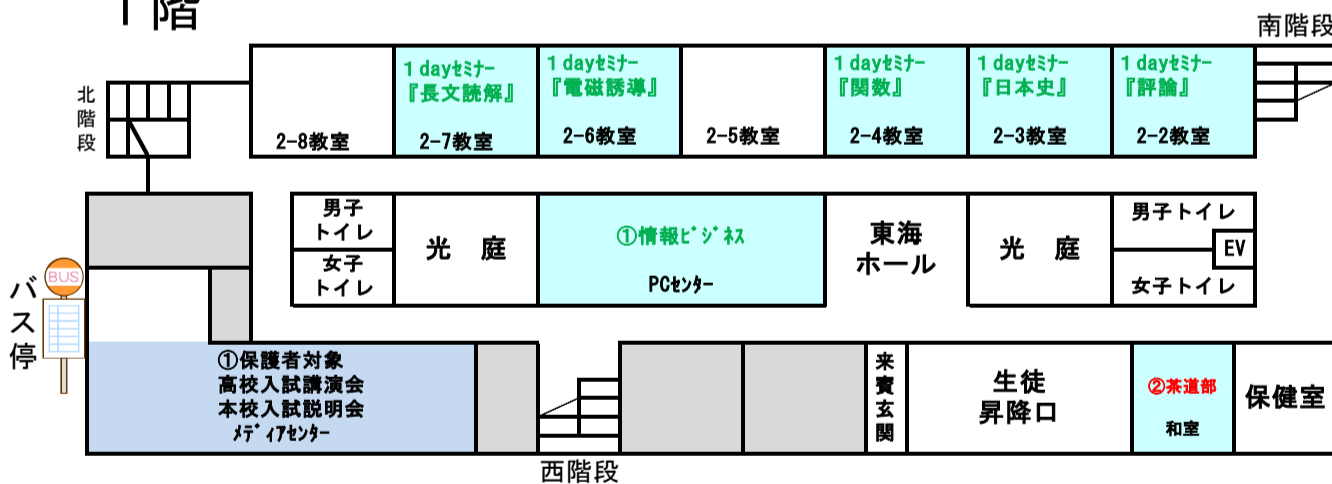 1階
南階段
北階段
2-8教室
1dayｾﾐﾅｰ
『長文読解』
2-7教室
1dayｾﾐﾅｰ
『電磁誘導』
2-6教室
2-5教室
1dayｾﾐﾅｰ
『関数』
2-4教室
1dayｾﾐﾅｰ
『日本史』
2-3教室
1dayｾﾐﾅｰ
『評論』
2-2教室
男子
トイレ
女子
トイレ
光　庭
①情報ﾋﾞｼﾞﾈｽ
PCｾﾝﾀｰ
東海
ホール
光　庭
男子トイレ
EV
女子トイレ
BUS
バス停
①保護者対象
高校入試講演会
本校入試説明会
ﾒﾃﾞｨｱｾﾝﾀｰ
西階段
来賓玄関
生徒
昇降口
②茶道部
和室
保健室